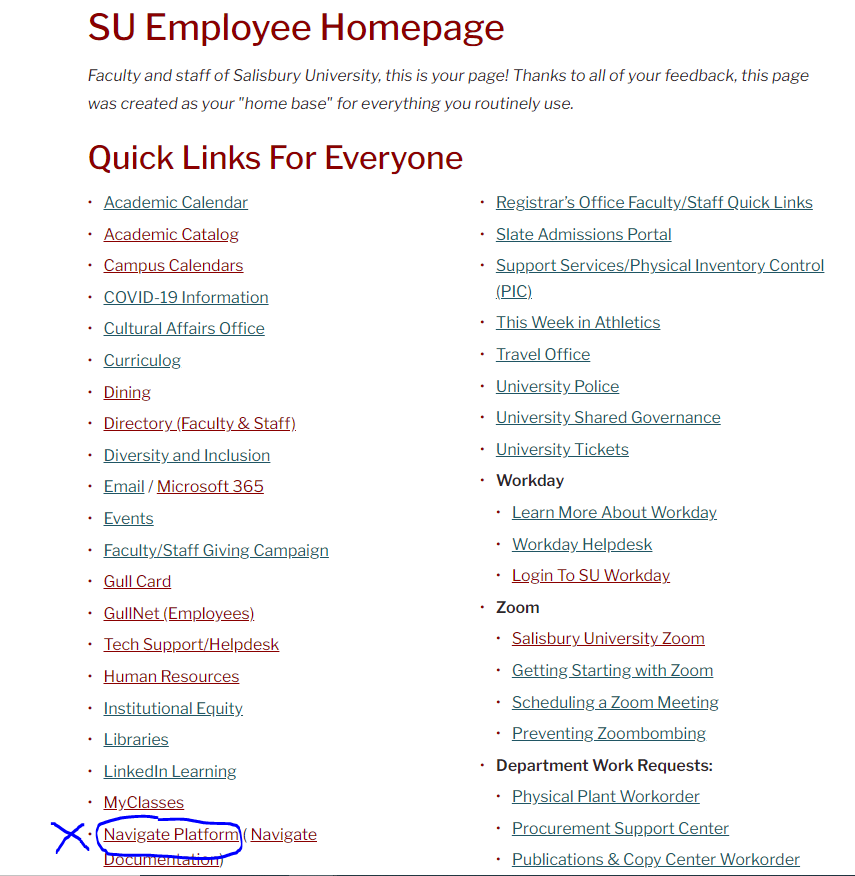 SU Employee Homepage
Faculty and staff of Salisbury University, this is your page! Thanks to all of your feedback, this page
was created as your "home base" for everything you routinely use.
Quick Links For Everyone
• Academic Calendar
• Academic Catalog
• Campus Calendars
• COVID-19 Information
• Cultural Affairs Office
• Curriculog
• Dining
• Directory (Faculty & Staff)
• Diversity and Inclusion
• Email / Microsoft 365
• Events
• Faculty/Staff Giving Campaign
• Gull Card
• GullNet (Employees)
• Tech Support/Helpdesk
• Human Resources
• Institutional Equity
• Libraries
• LinkedIn Learning
• MyClasses
• Navigate Platform ( Navigate
Documentation)
• Registrar’s Office Faculty/Staff Quick Links
• Slate Admissions Portal
• Support Services/Physical Inventory Control
(PIC)
• This Week in Athletics
• Travel Office
• University Police
• University Shared Governance
• University Tickets
• Workday
• Learn More About Workday
• Workday Helpdesk
• Login To SU Workday
• Zoom
• Salisbury University Zoom
• Getting Starting with Zoom
• Scheduling a Zoom Meeting
• Preventing Zoombombing
• Department Work Requests:
• Physical Plant Workorder
• Procurement Support Center
• Publications & Copy Center Workorder